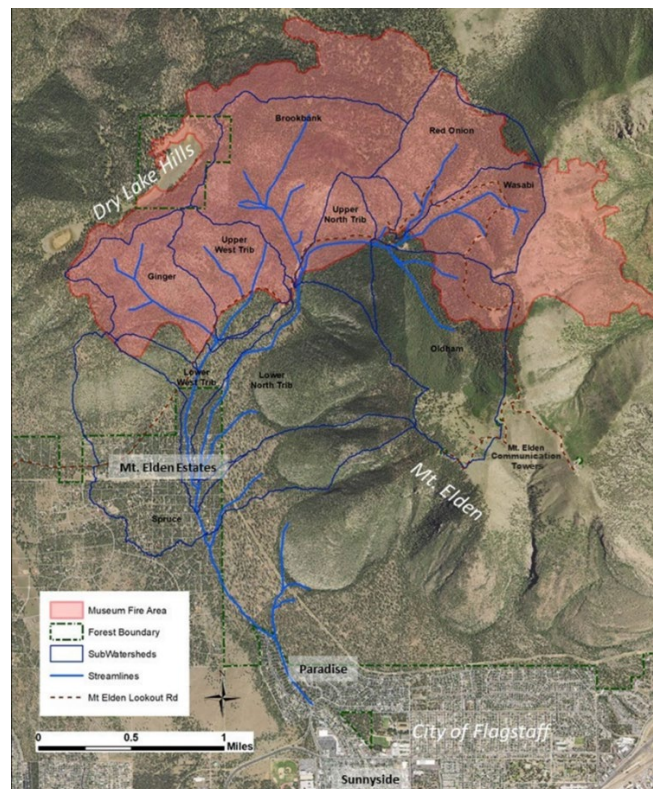 Brookbank
Red Onion
Dry Lake Hills
Wasabi
Upper
North Trib
Upper
West Trib
Ginger
Oldham
Lower
West Trib
Lower
North Trib
Mt. Elden
Communication
Towers
Mt. Elden Estates
Mt. Elden
Spruce
Museum Fire Area
Forest Boundary
SubWatersheds
Streamlines
Mt Elden Lookout Rd
Paradise
0
0.5
1
Miles
City of Flagstaff
Sunnyside